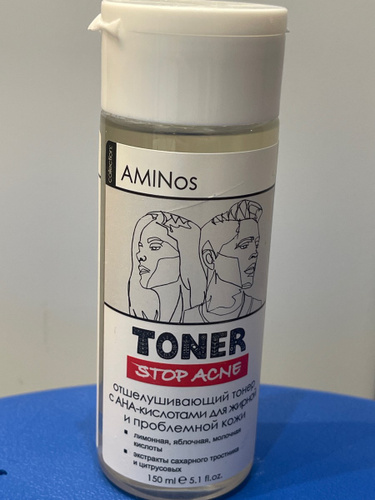 collection:
AMINOS
TONER
STOP ACNE
отшелушивающий тонер
с АНА-кислотами для жирной
и проблемной кожи
▪ лимонная, яблочная, молочная
кислоты
▪ экстракты сахарного тростника
и цитрусовых
150 ml ℮ 5.1 fl.oz.